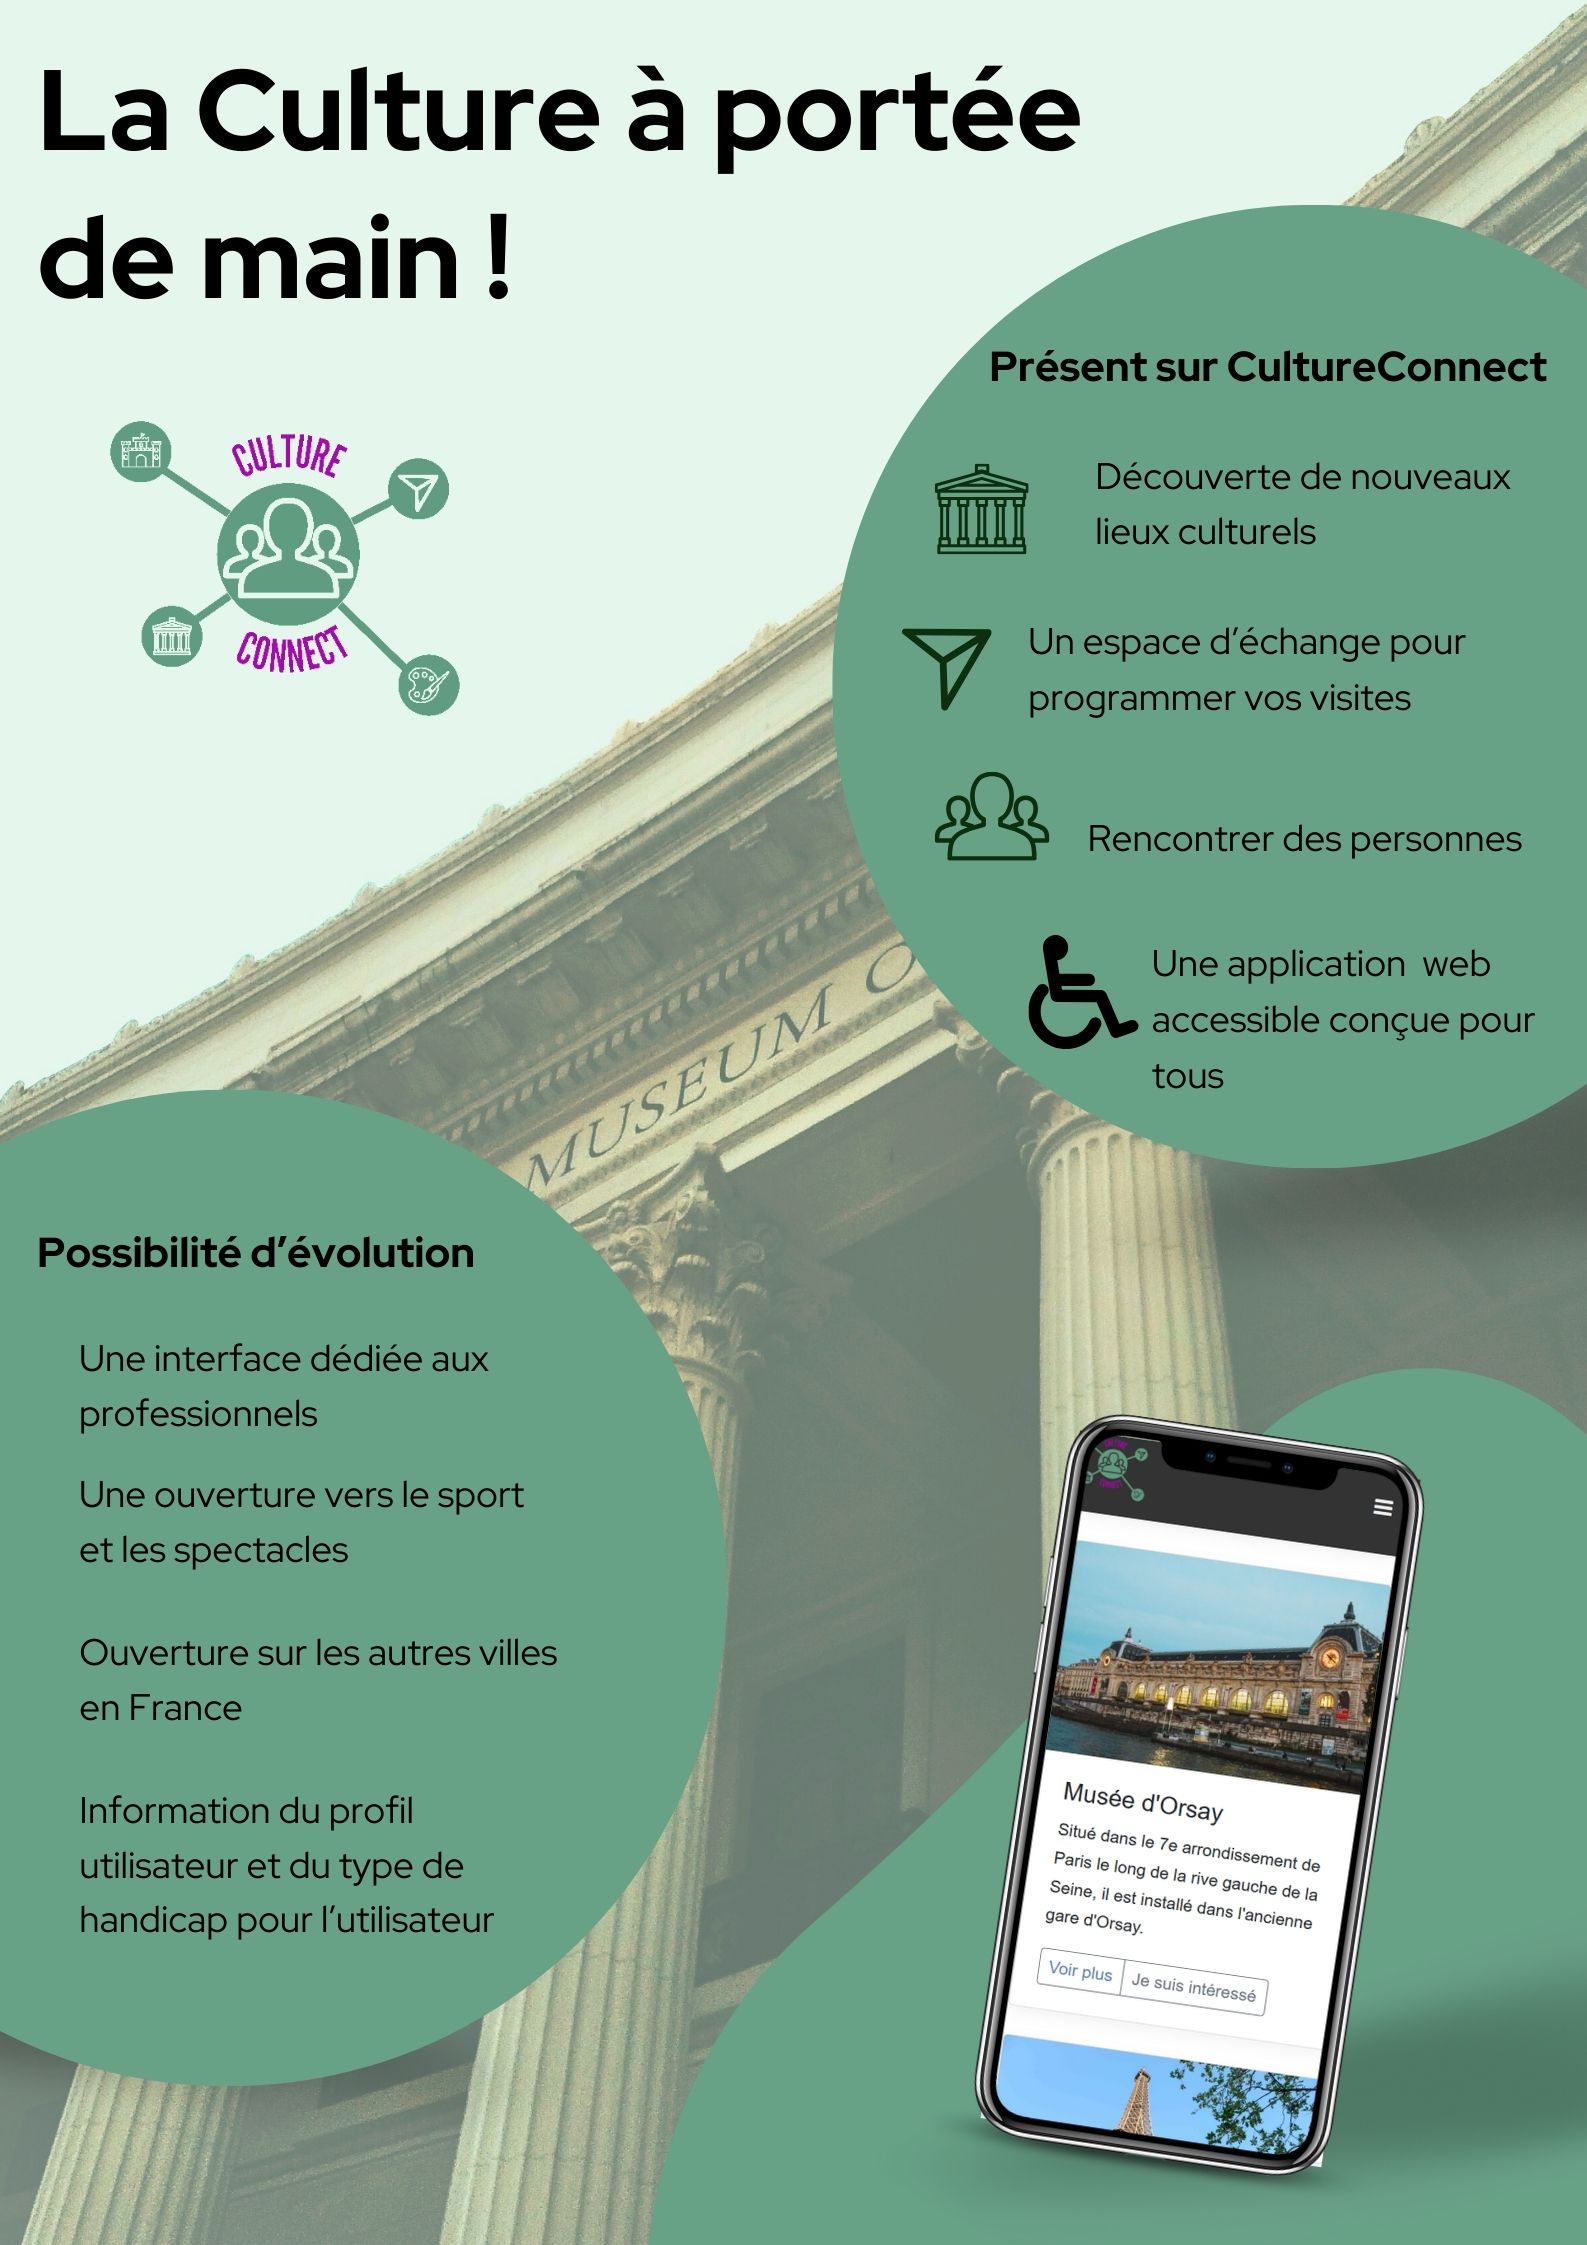 La Culture à portée
de main !
CULTURE
CONNECT
Présent sur CultureConnect
Découverte de nouveaux
lieux culturels
Un espace d’échange pour
programmer vos visites
Rencontrer des personnes
Une application  web
accessible conçue pour
tous
MUSEUM O
Possibilité d’évolution
Une interface dédiée aux
professionnels
Une ouverture vers le sport
et les spectacles
Ouverture sur les autres villes
en France
Information du profil
utilisateur et du type de
handicap pour l’utilisateur
CULTURE
CONNECT
Musée d'Orsay
Situé dans le 7e arrondissement de
Paris le long de la rive gauche de la
Seine, il est installé dans l'ancienne
gare d'Orsay.
Voir plus Je suis intéressé